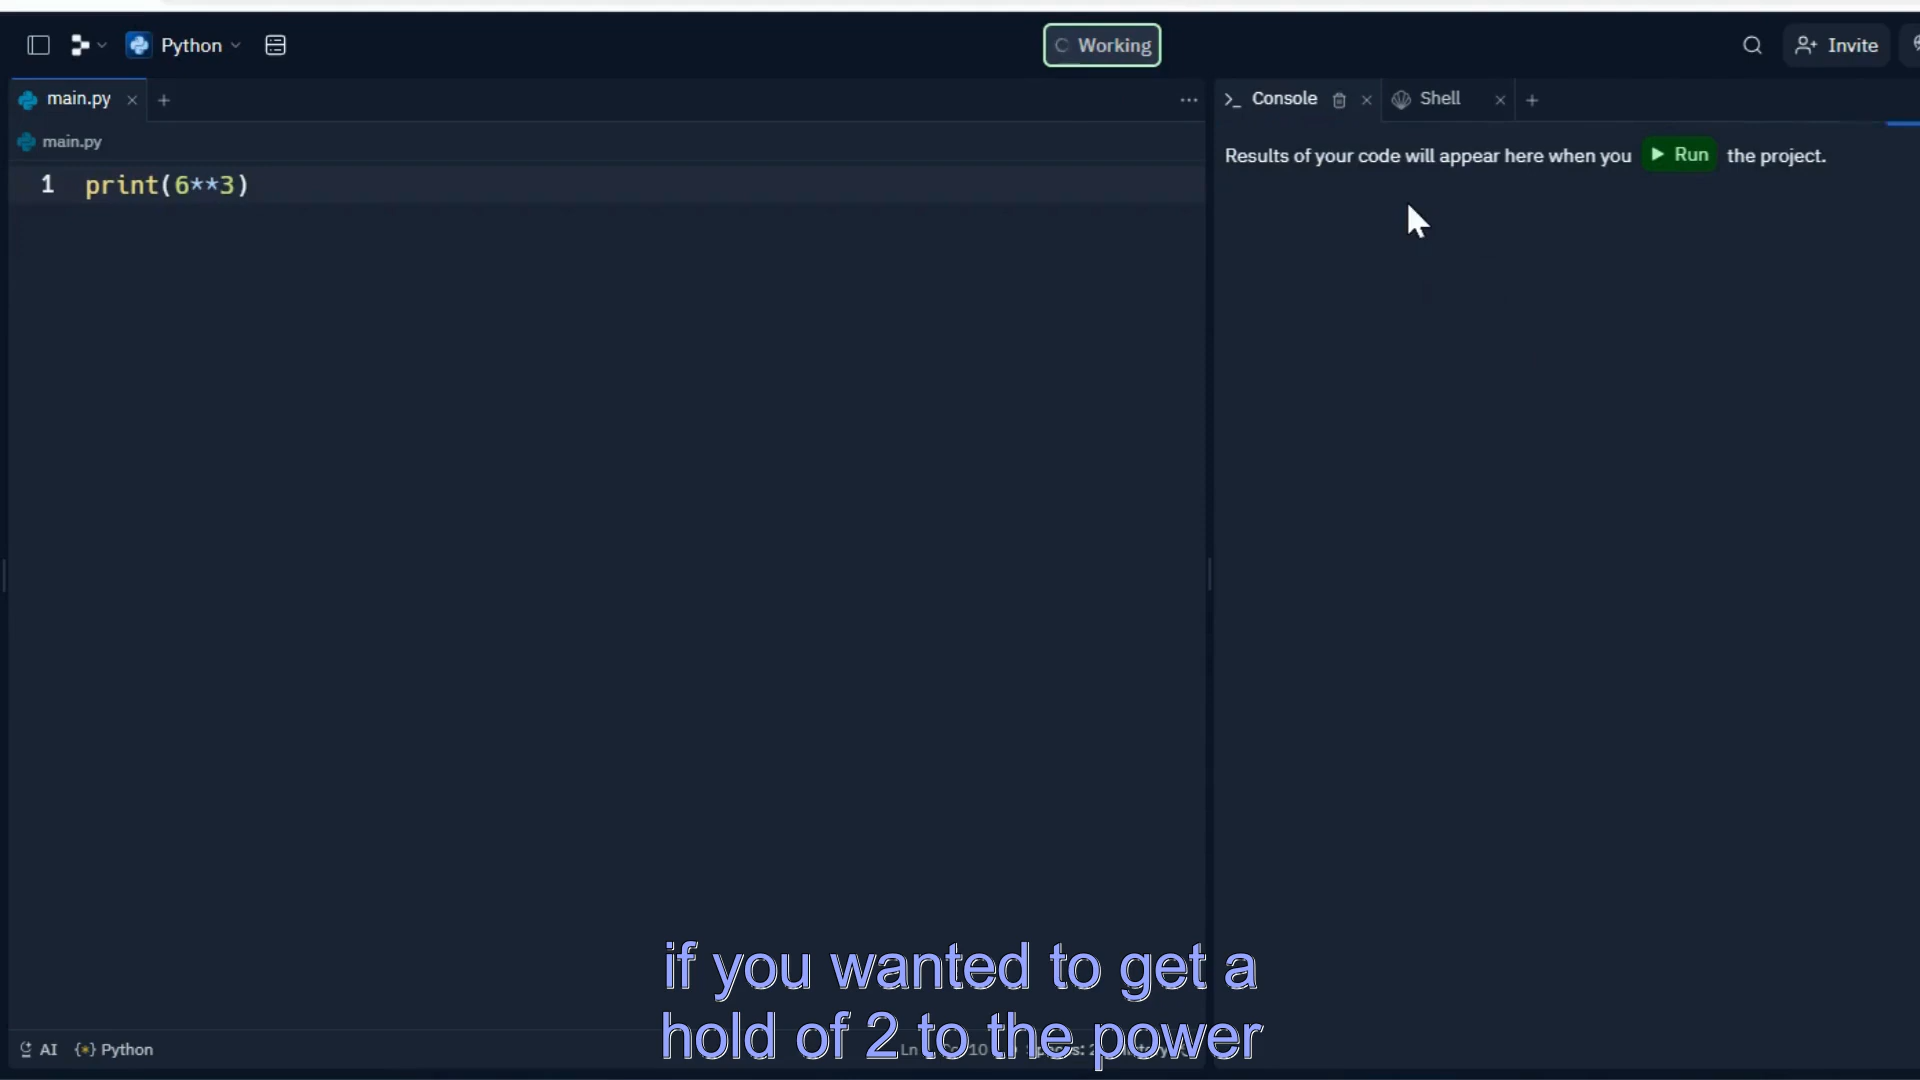 Python
Working
Invite
main.py
Console
Shell
main.py
Results of your code will appear here when you Run the project.
1 print(6**3)
if you wanted to get a
hold of 2 to the power
AI
Python
Ln